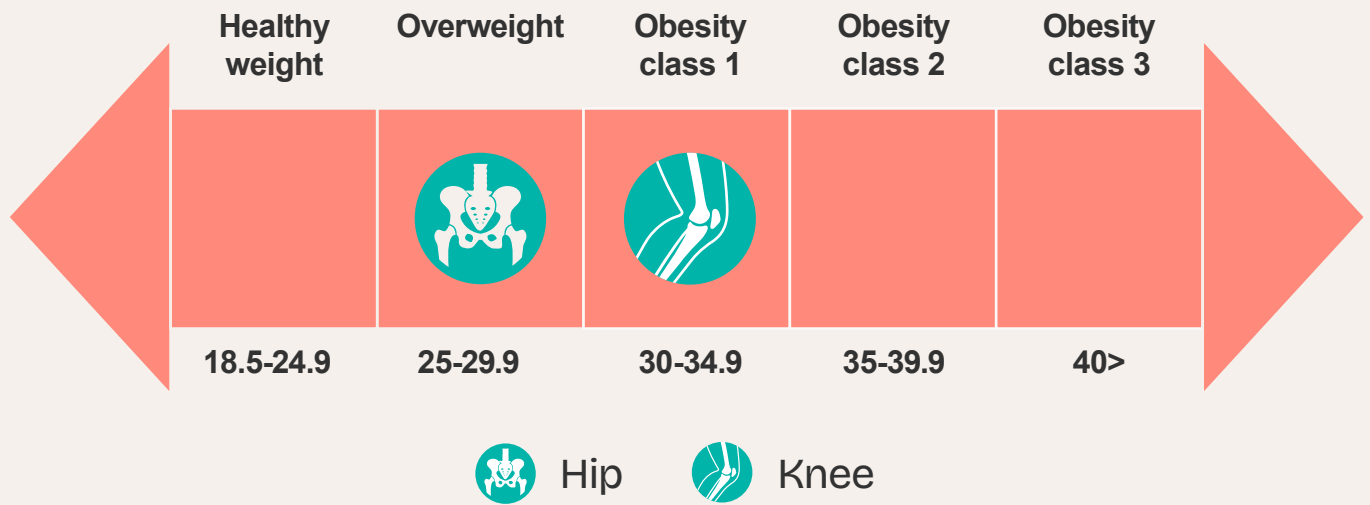 Healthy weight
Overweight
Obesity class 1
Obesity class 2
Obesity class 3
18.5-24.9
25-29.9
30-34.9
35-39.9
40>
Hip
Knee